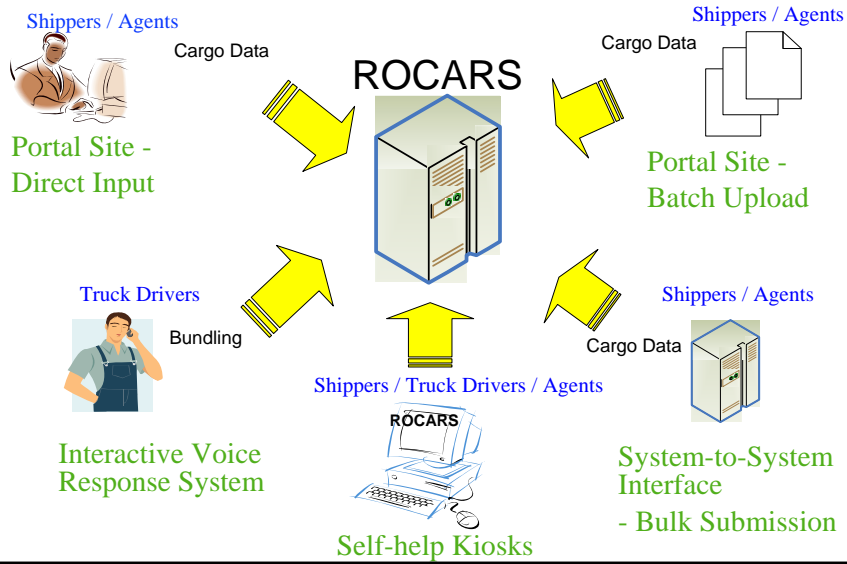 Shippers / Agents
Cargo Data
Portal Site -
Direct Input
ROCARS
Shippers / Agents
Cargo Data
Portal Site -
Batch Upload
Truck Drivers
Bundling
Interactive Voice
Response System
Shippers / Truck Drivers / Agents
ROCARS
Self-help Kiosks
Shippers / Agents
Cargo Data
System-to-System
Interface
- Bulk Submission